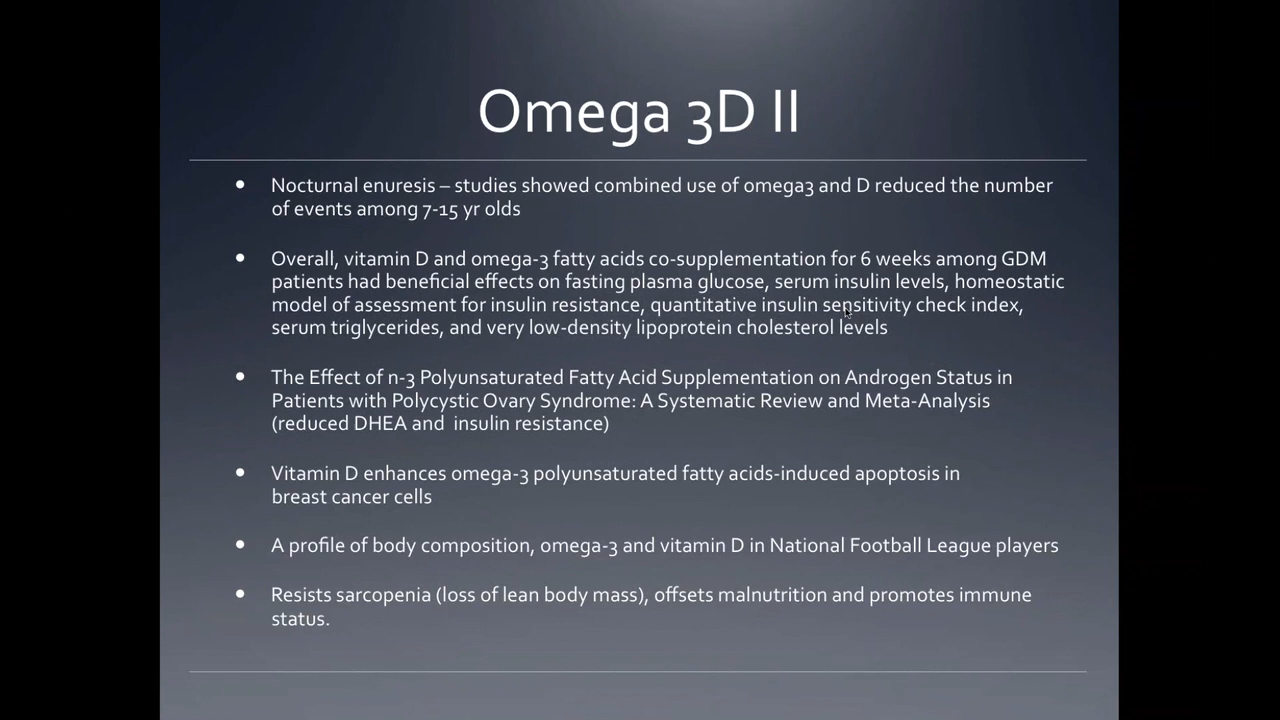 Omega 3D II
• Nocturnal enuresis – studies showed combined use of omega3 and D reduced the number
of events among 7-15 yr olds
• Overall, vitamin D and omega-3 fatty acids co-supplementation for 6 weeks among GDM
patients had beneficial effects on fasting plasma glucose, serum insulin levels, homeostatic
model of assessment for insulin resistance, quantitative insulin sensitivity check index,
serum triglycerides, and very low-density lipoprotein cholesterol levels
• The Effect of n-3 Polyunsaturated Fatty Acid Supplementation on Androgen Status in
Patients with Polycystic Ovary Syndrome: A Systematic Review and Meta-Analysis
(reduced DHEA and  insulin resistance)
• Vitamin D enhances omega-3 polyunsaturated fatty acids-induced apoptosis in
breast cancer cells
• A profile of body composition, omega-3 and vitamin D in National Football League players
• Resists sarcopenia (loss of lean body mass), offsets malnutrition and promotes immune
status.